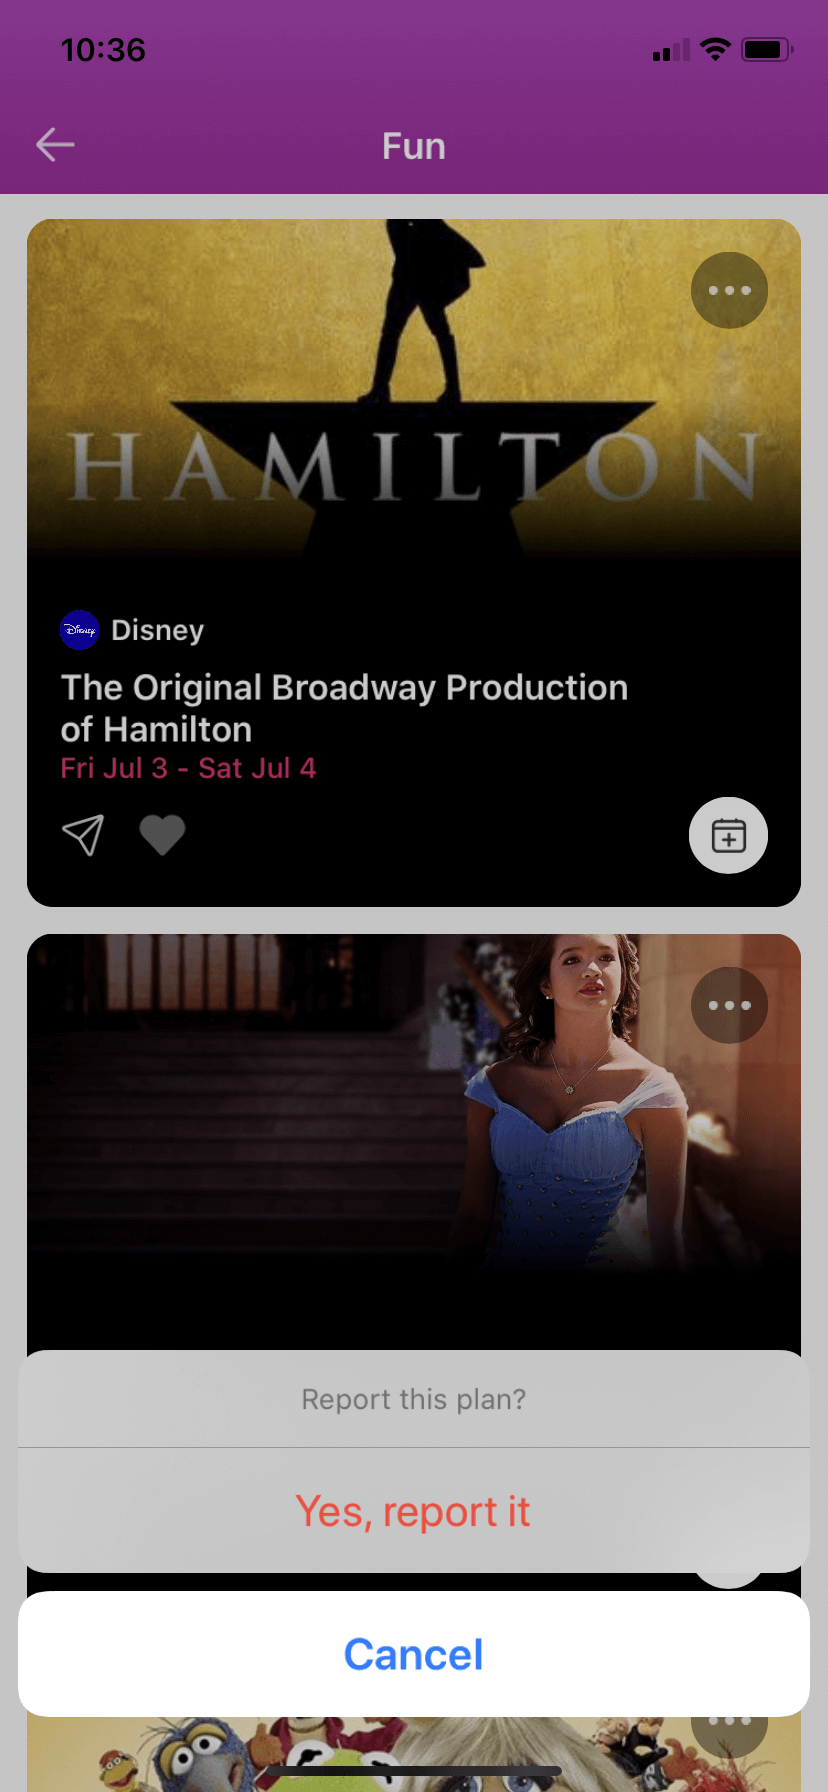 10:36
Fun
HAMILTON
Disney
Disney
The Original Broadway Production
of Hamilton
Fri Jul 3 - Sat Jul 4
Report this plan?
Yes, report it
Cancel